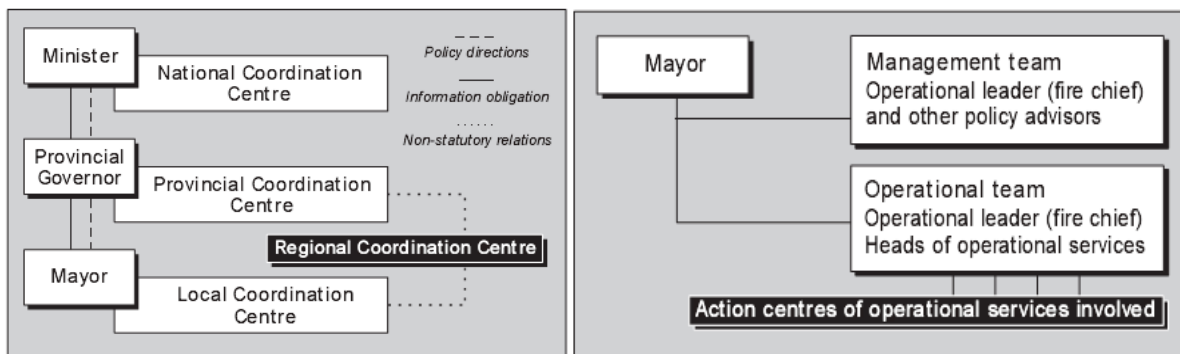 Minister
National Coordination
Centre
Policy directions
Information obligation
Non-statutory relations
Provincial
Governor
Provincial Coordination
Centre
Regional Coordination Centre
Mayor
Local Coordination
Centre
Mayor
Management team
Operational leader (fire chief)
and other policy advisors
Operational team
Operational leader (fire chief)
Heads of operational services
Action centres of operational services involved